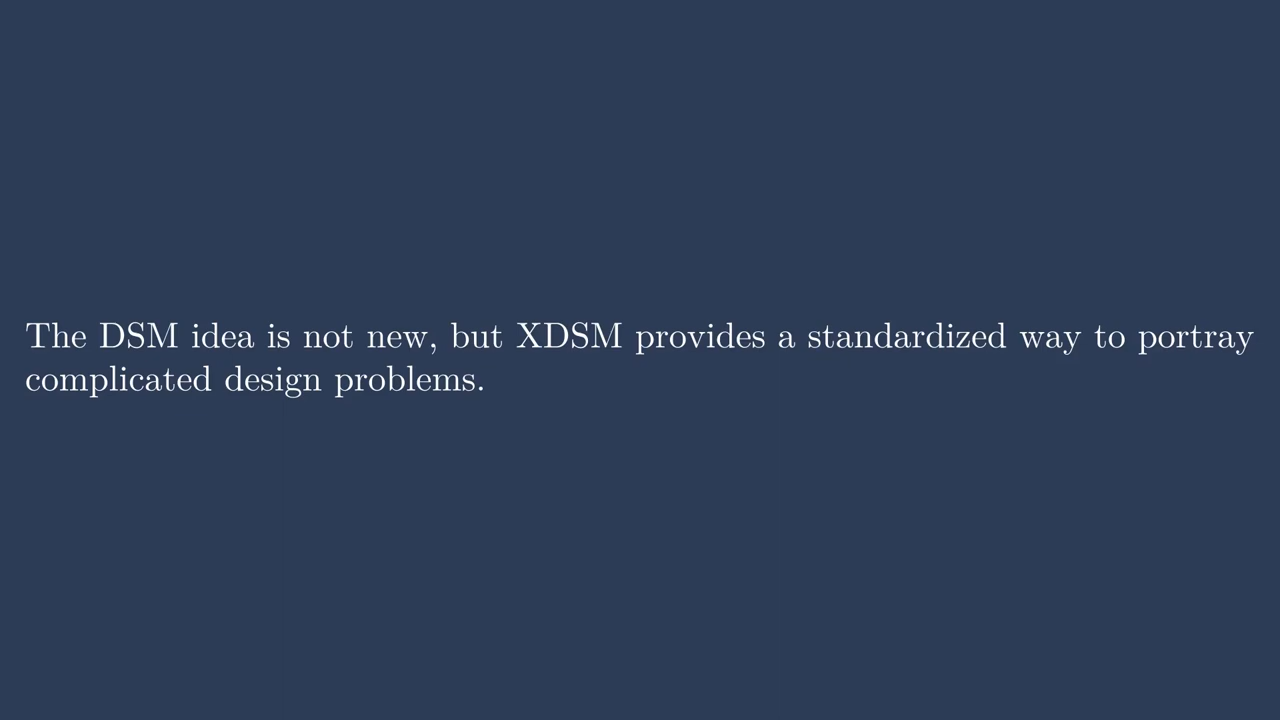 The DSM idea is not new, but XDSM provides a standardized way to portray
complicated design problems.